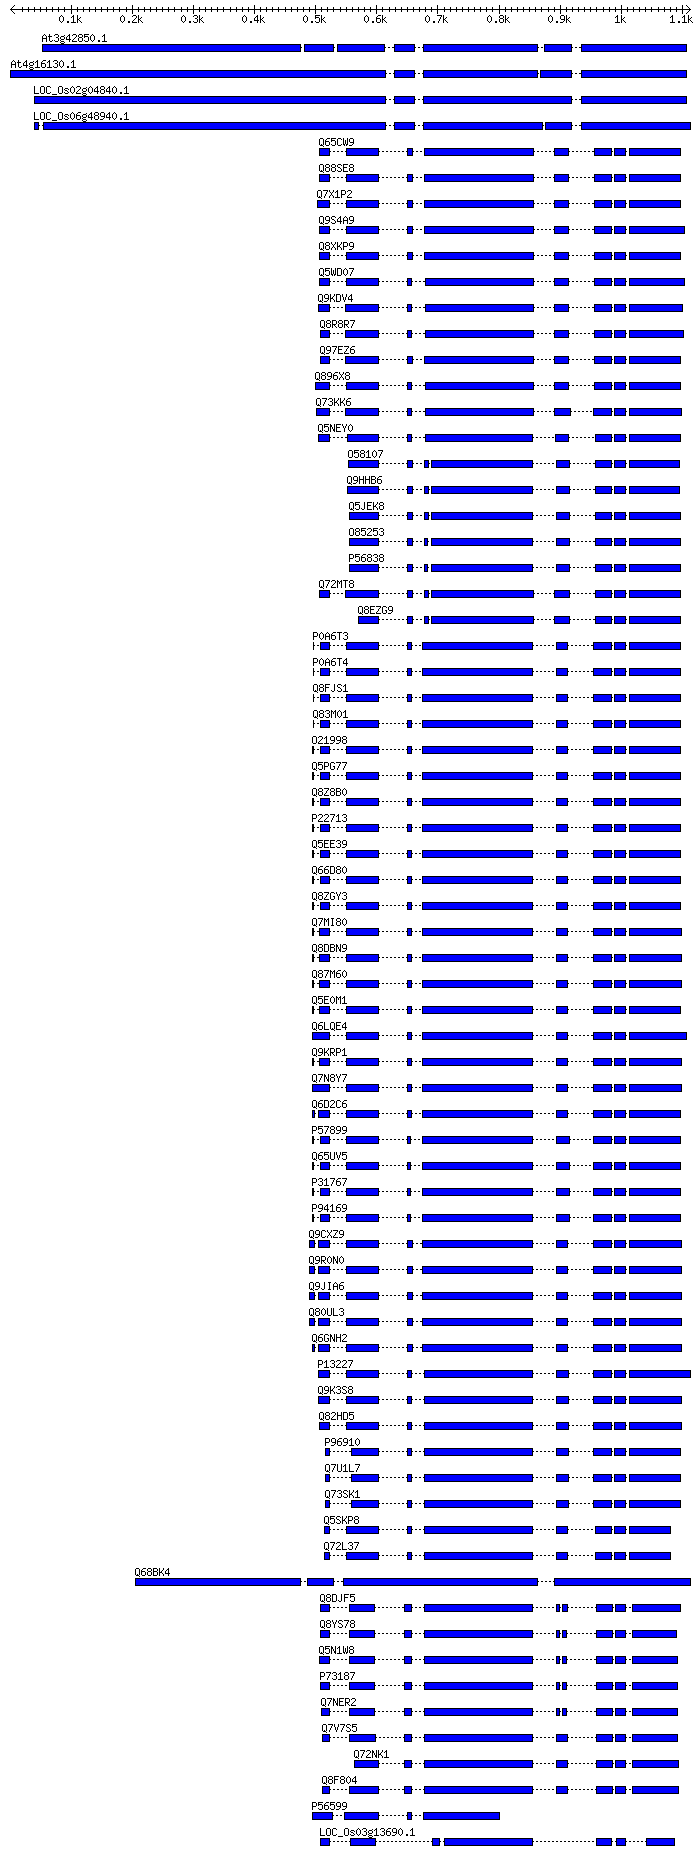 0.1k 0.2k 0.3k 0.4k 0.5k 0.6k 0.7k 0.8k 0.9k 1k 1.1k
At3g42850.1
At4g16130.1
LOC_Os02g04840.1
LOC_Os06g48940.1
Q65CW9
Q88SE8
Q7X1P2
Q9S4A9
Q8XKP9
Q5WD07
Q9KDV4
Q8R8R7
Q97EZ6
Q896X8
Q73KK6
Q5NEY0
O58107
Q9HHB6
Q5JEK8
O85253
P56838
Q72MT8
Q8EZG9
P0A6T3
P0A6T4
Q8FJS1
Q83M01
O21998
Q5PG77
Q8Z8B0
P22713
Q5EE39
Q66D80
Q8ZGY3
Q7MI80
Q8DBN9
Q87M60
Q5E0M1
Q6LQE4
Q9KRP1
Q7N8Y7
Q6D2C6
P57899
Q65UV5
P31767
P94169
Q9CXZ9
Q9R0N0
Q9JIA6
Q80UL3
Q6GNH2
P13227
Q9K3S8
Q82HD5
P96910
Q7U1L7
Q73SK1
Q5SKP8
Q72L37
Q68BK4
Q8DJF5
Q8YS78
Q5N1W8
P73187
Q7NER2
Q7V7S5
Q72NK1
Q8F804
P56599
LOC_Os03g13690.1